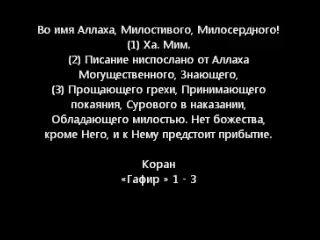 Во имя Аллаха, Милостивого, Милосердного!
(1) Ха. Мим.
(2) Писание ниспослано от Аллаха
Могущественного, Знающего,
(3) Прощающего грехи, Принимающего
покаяния, Сурового в наказании,
Обладающего милостью. Нет божества,
кроме Него, и к Нему предстоит прибытие.
Коран
«Гафир » 1 - 3